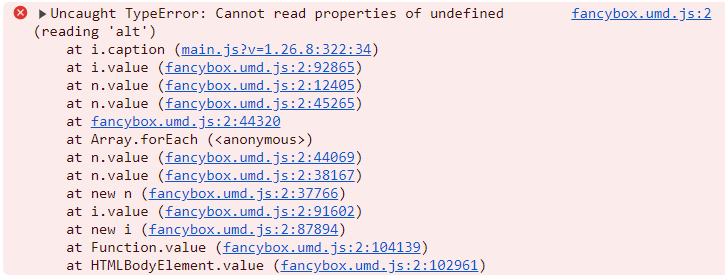 Uncaught TypeError: Cannot read properties of undefined fancybox.umd.js:2
(reading 'alt')
at i.caption (main.js?v=1.26.8:322:34)
at i.value (fancybox.umd.js:2:92865)
at n.value (fancybox.umd.js:2:12405)
at n.value (fancybox.umd.js:2:45265)
at fancybox.umd.js:2:44320
at Array.forEach (<anonymous>)
at n.value (fancybox.umd.js:2:44069)
at n.value (fancybox.umd.js:2:38167)
at new n (fancybox.umd.js:2:37766)
at i.value (fancybox.umd.js:2:91602)
at new i (fancybox.umd.js:2:87894)
at Function.value (fancybox.umd.js:2:104139)
at HTMLBodyElement.value (fancybox.umd.js:2:102961)